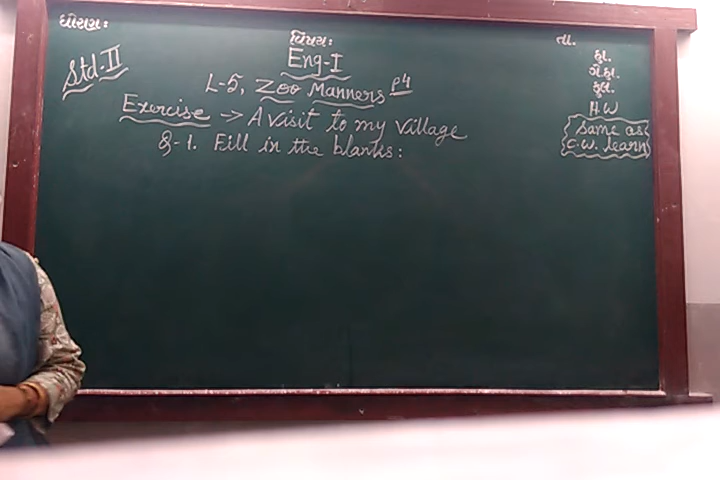 ધોરણ:
વિષય:
તા.
Std-II
Eng-I
હા.
ગેહા.
કુલ.
L-5, Zoo Manners P4
H.W
Exercise → A visit to my village
Same as
C.W. learn
Q-1. Fill in the blanks: